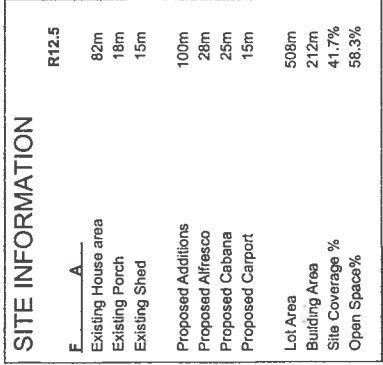 SITE INFORMATION
F A R12.5
Existing House area 82m
Existing Porch 18m
Existing Shed 15m
Proposed Additions 100m
Proposed Alfresco 28m
Proposed Cabana 25m
Proposed Carport 15m
Lot Area 508m
Building Area 212m
Site Coverage % 41.7%
Open Space% 58.3%